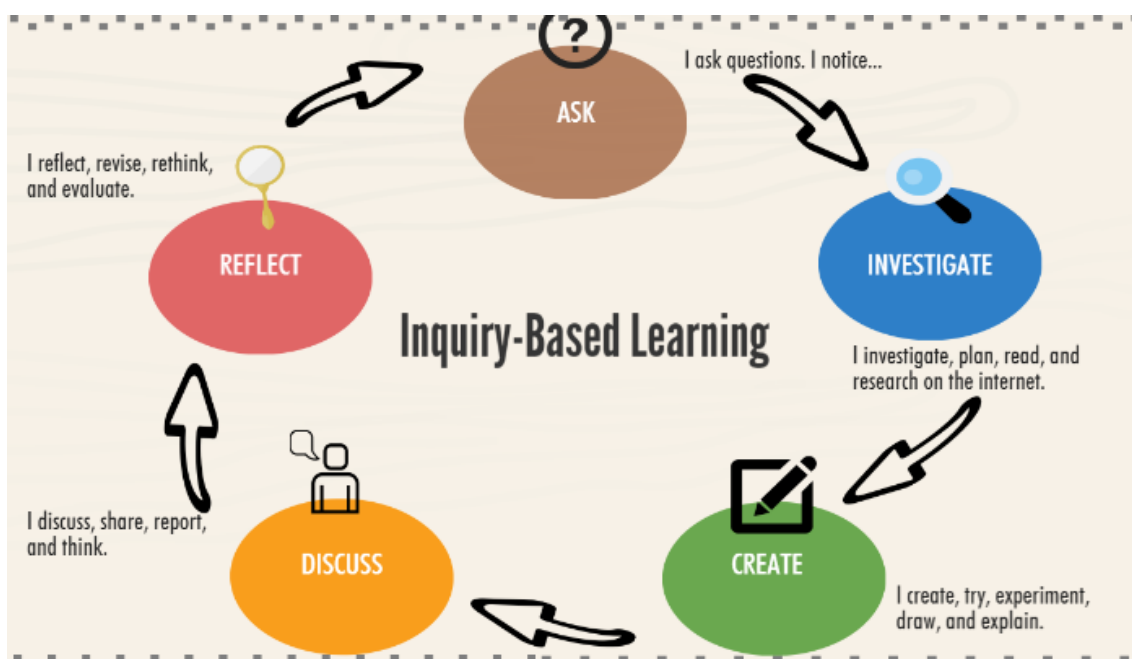 ?
ASK
I ask questions. I notice...
INVESTIGATE
I investigate, plan, read, and
research on the internet.
CREATE
I create, try, experiment,
draw, and explain.
DISCUSS
I discuss, share, report,
and think.
REFLECT
I reflect, revise, rethink,
and evaluate.
Inquiry-Based Learning